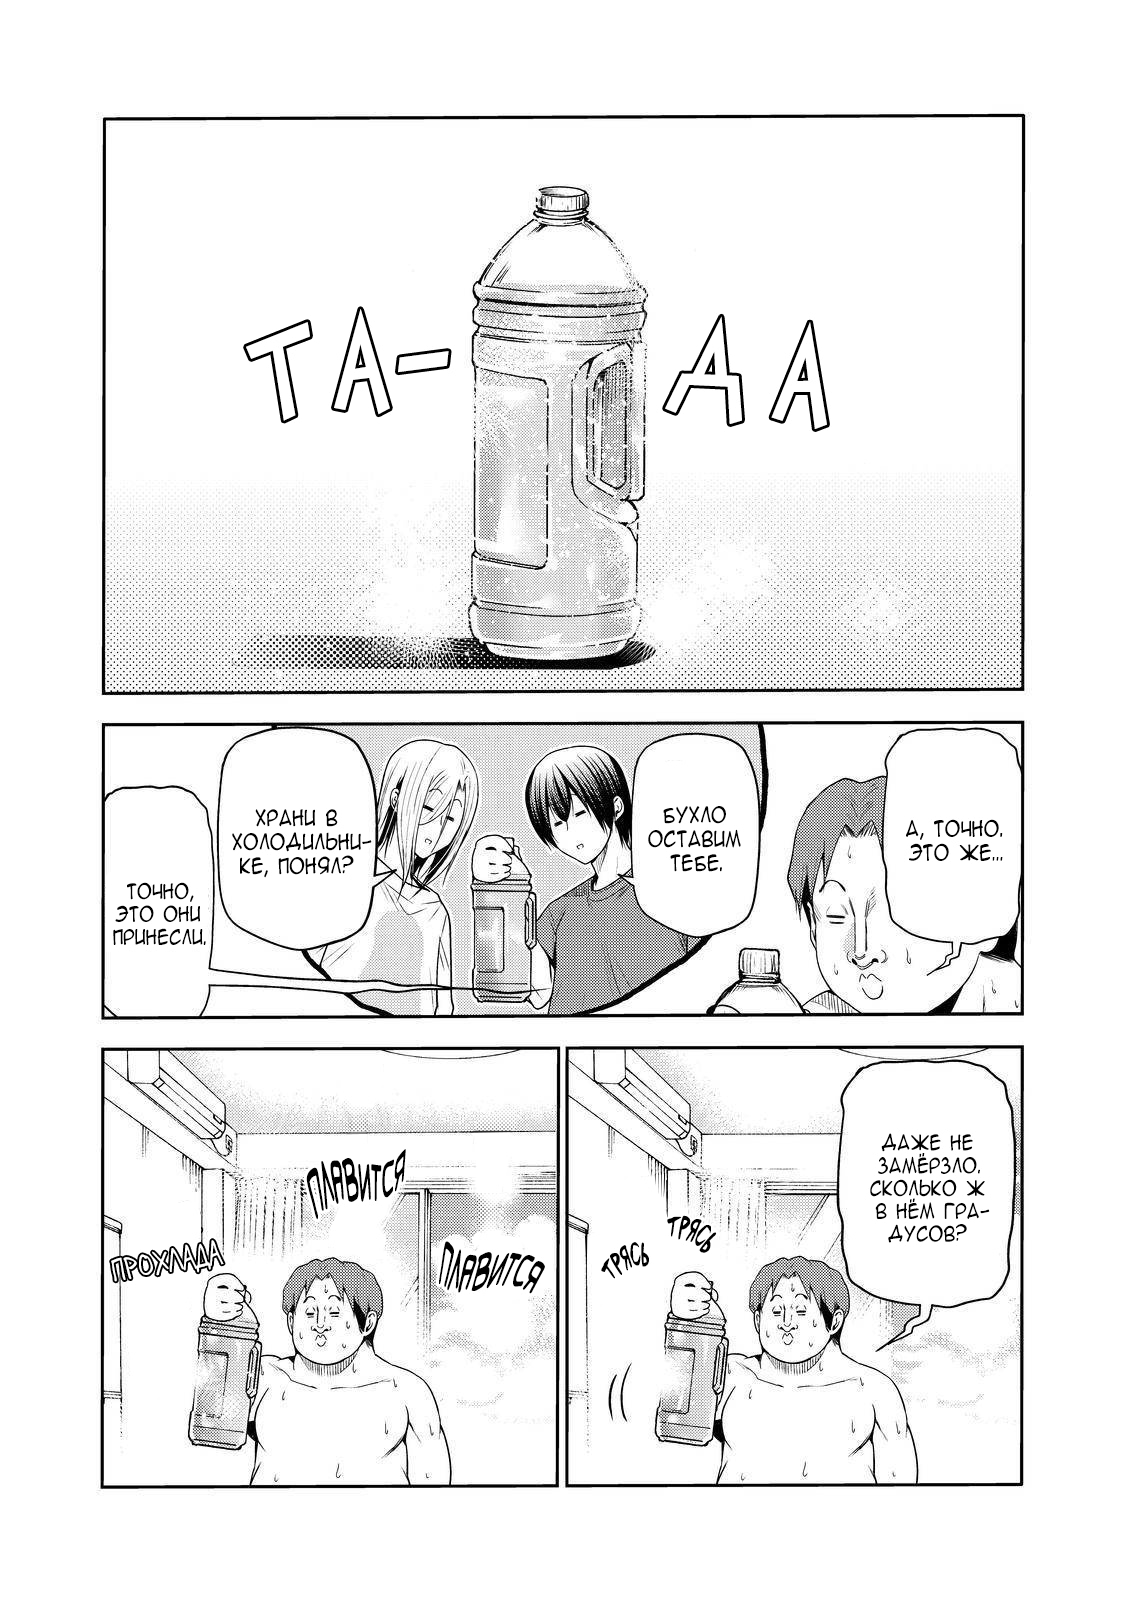 ТА-ДА
А, ТОЧНО.
ЭТО ЖЕ...
БУХЛО
ОСТАВИМ
ТЕБЕ.
ХРАНИ В
ХОЛОДИЛЬНИ-
КЕ, ПОНЯЛ?
ТОЧНО,
ЭТО ОНИ
ПРИНЕСЛИ.
ДАЖЕ НЕ
ЗАМЁРЗЛО.
СКОЛЬКО Ж
В НЁМ ГРА-
ДУСОВ?
ТРЯСЬ
ТРЯСЬ
ПЛАВИТСЯ
ПЛАВИТСЯ
ПРОХЛАДА